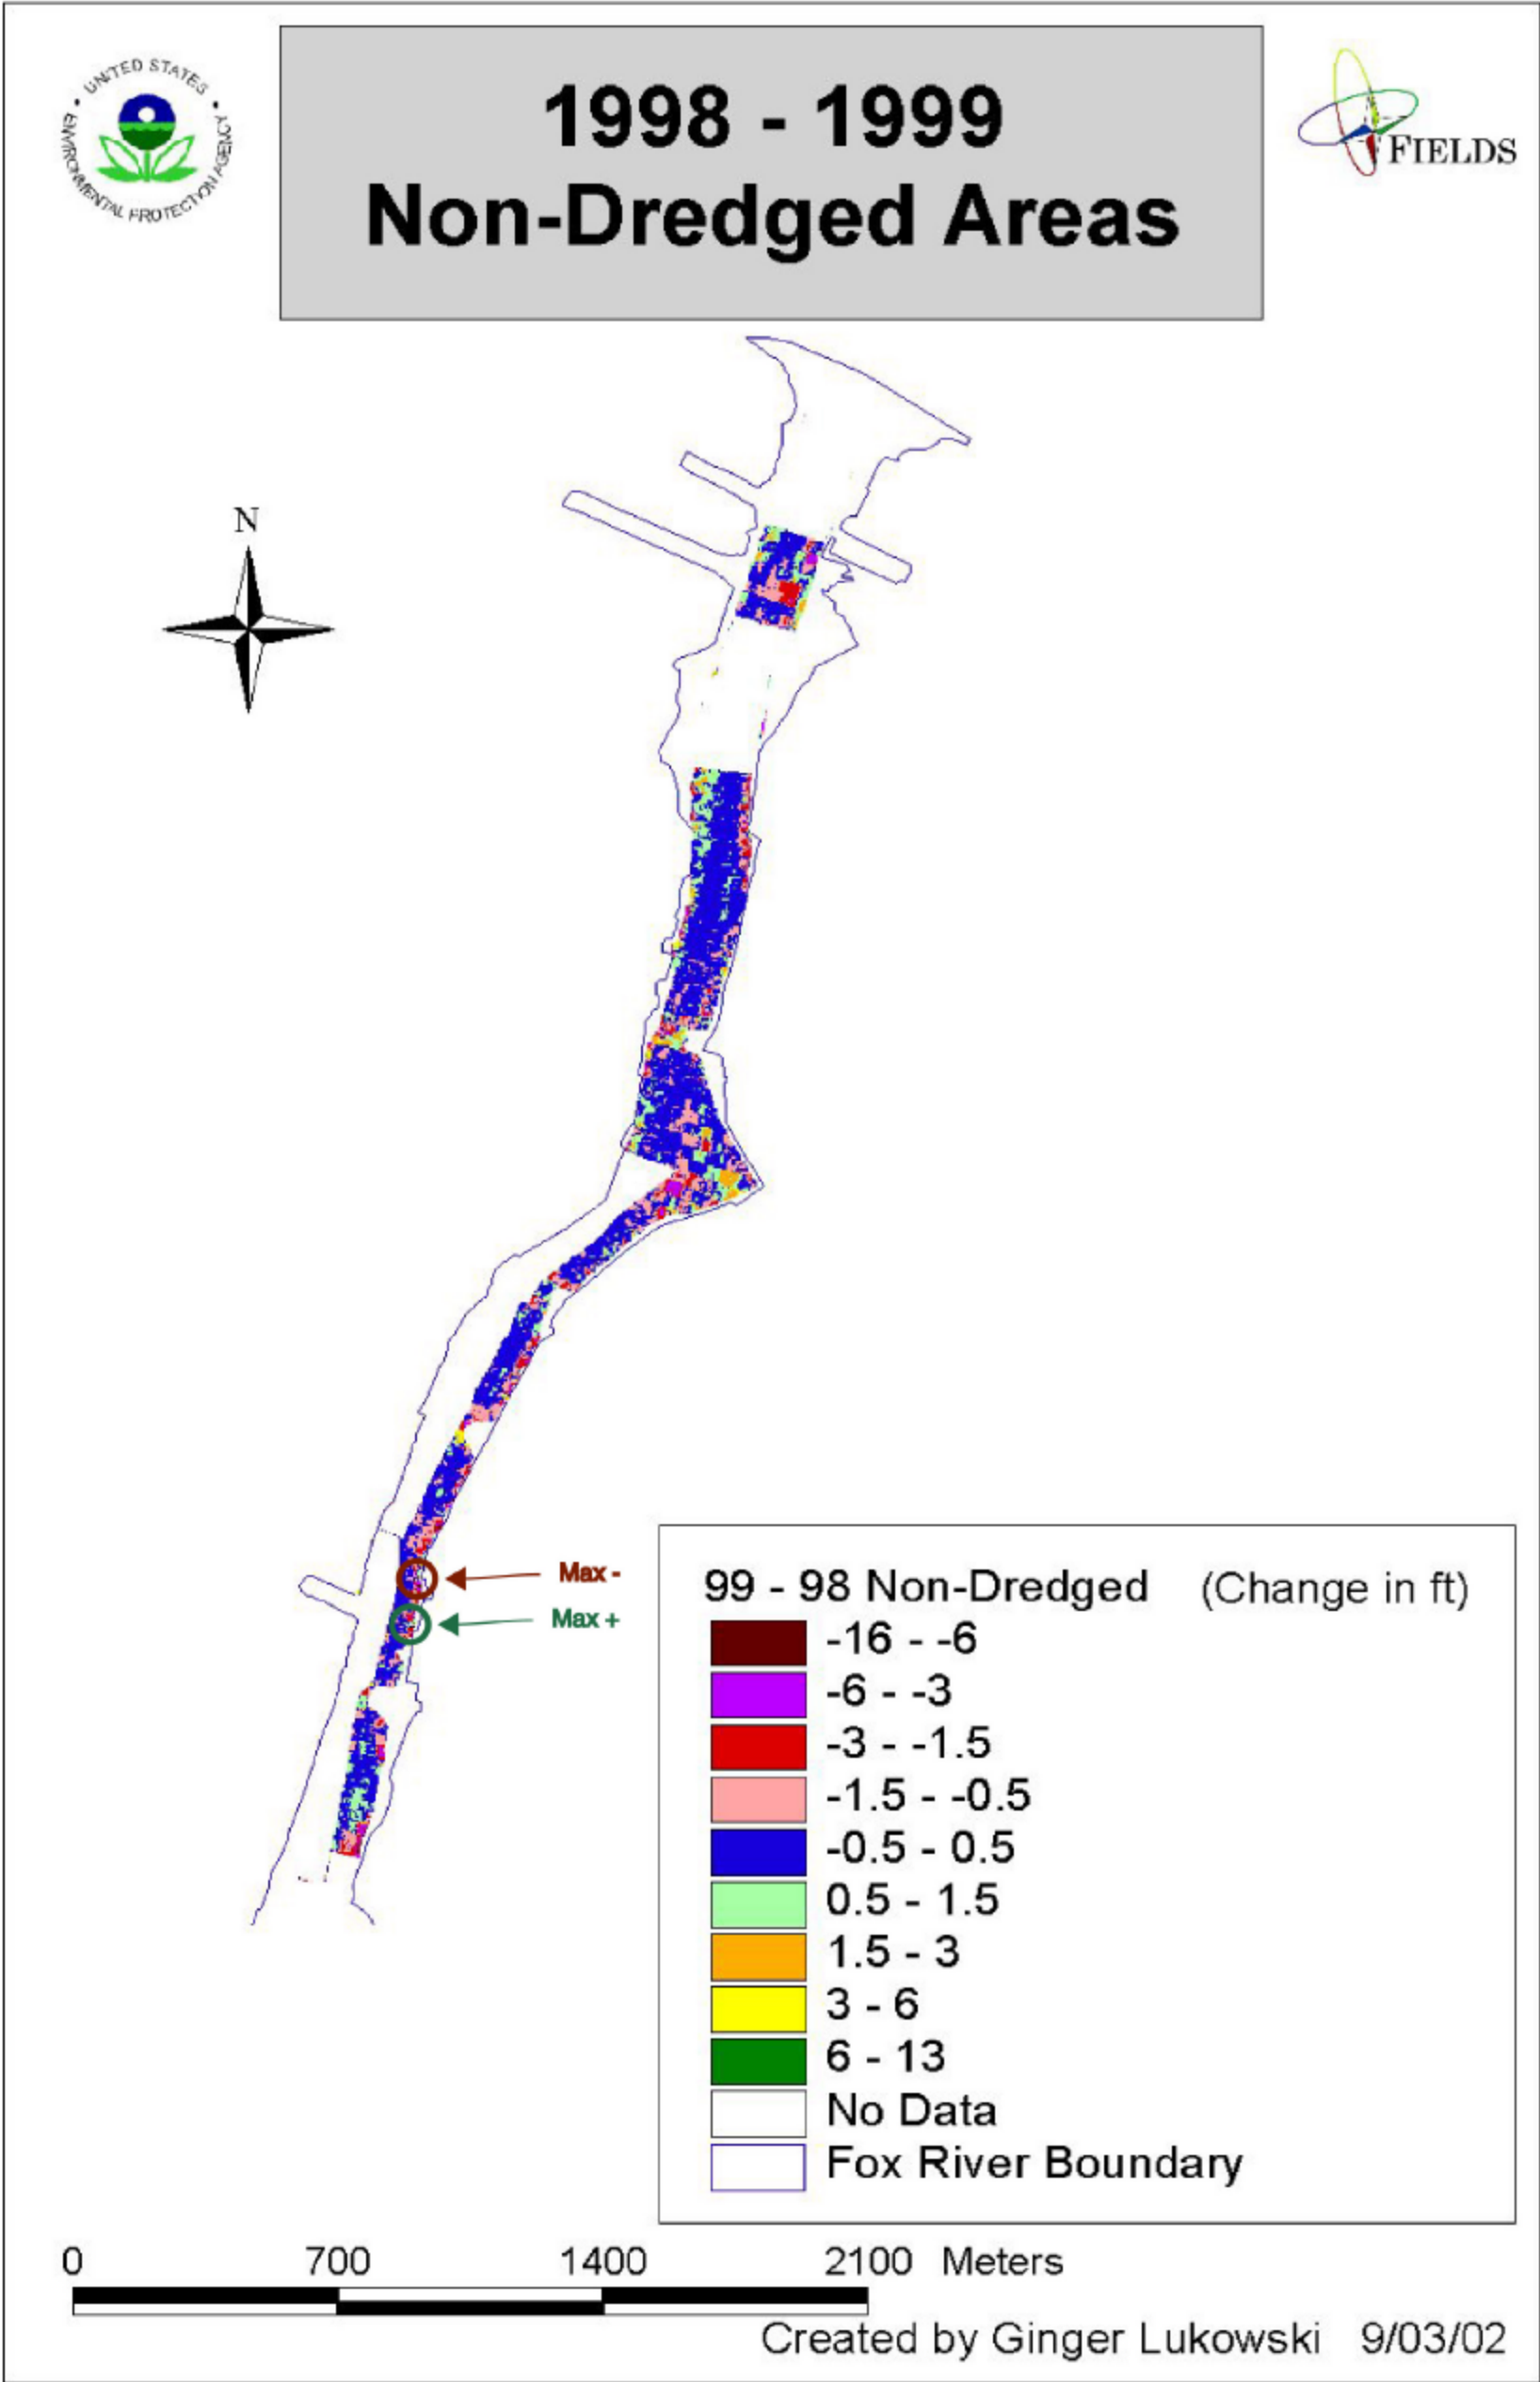 UNITED STATES
ENVIRONMENTAL PROTECTION AGENCY
1998 - 1999
Non-Dredged Areas
FIELDS
N
Max -
Max +
99 - 98 Non-Dredged (Change in ft)
-16 - -6
-6 - -3
-3 - -1.5
-1.5 - -0.5
-0.5 - 0.5
0.5 - 1.5
1.5 - 3
3 - 6
6 - 13
No Data
Fox River Boundary
0 700 1400 2100 Meters
Created by Ginger Lukowski 9/03/02